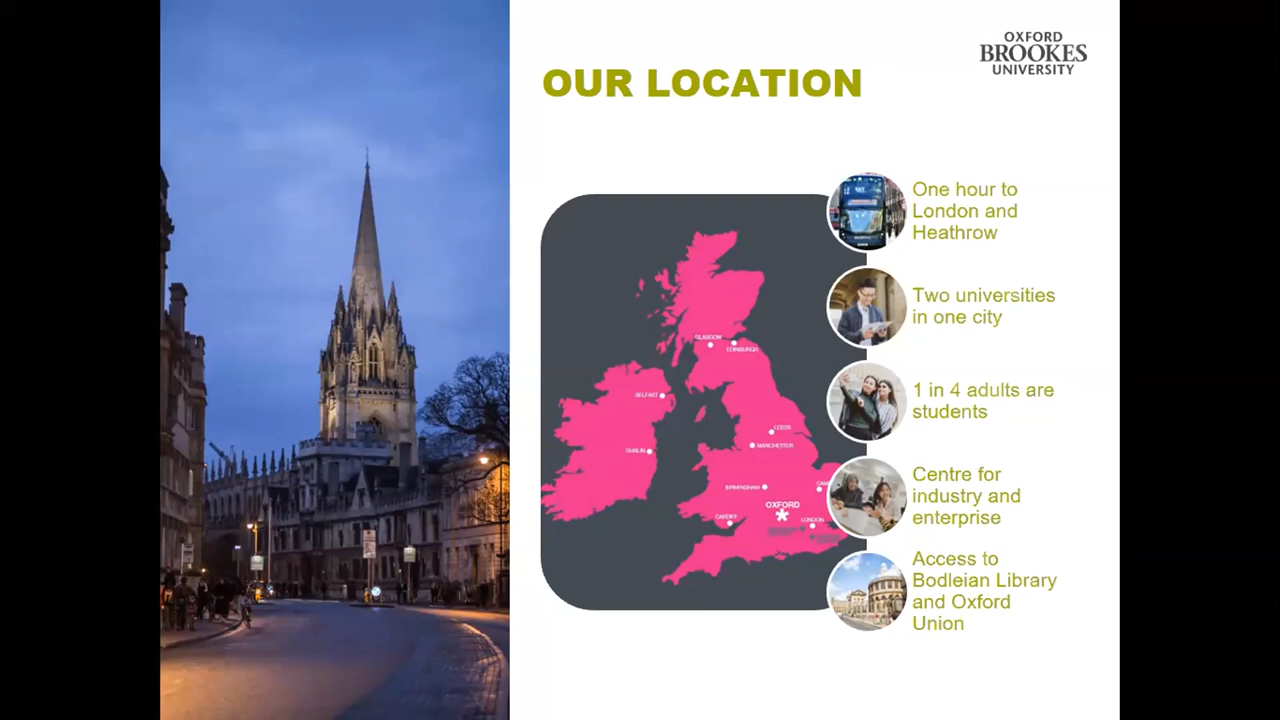 OXFORD
BROOKES
UNIVERSITY
OUR LOCATION
One hour to
London and
Heathrow
Two universities
in one city
1 in 4 adults are
students
Centre for
industry and
enterprise
Access to
Bodleian Library
and Oxford
Union
GLASGOW
EDINBURGH
BELFAST
LEEDS
DUBLIN
MANCHESTER
BIRMINGHAM
CAM
OXFORD
CARDIFF
LONDON